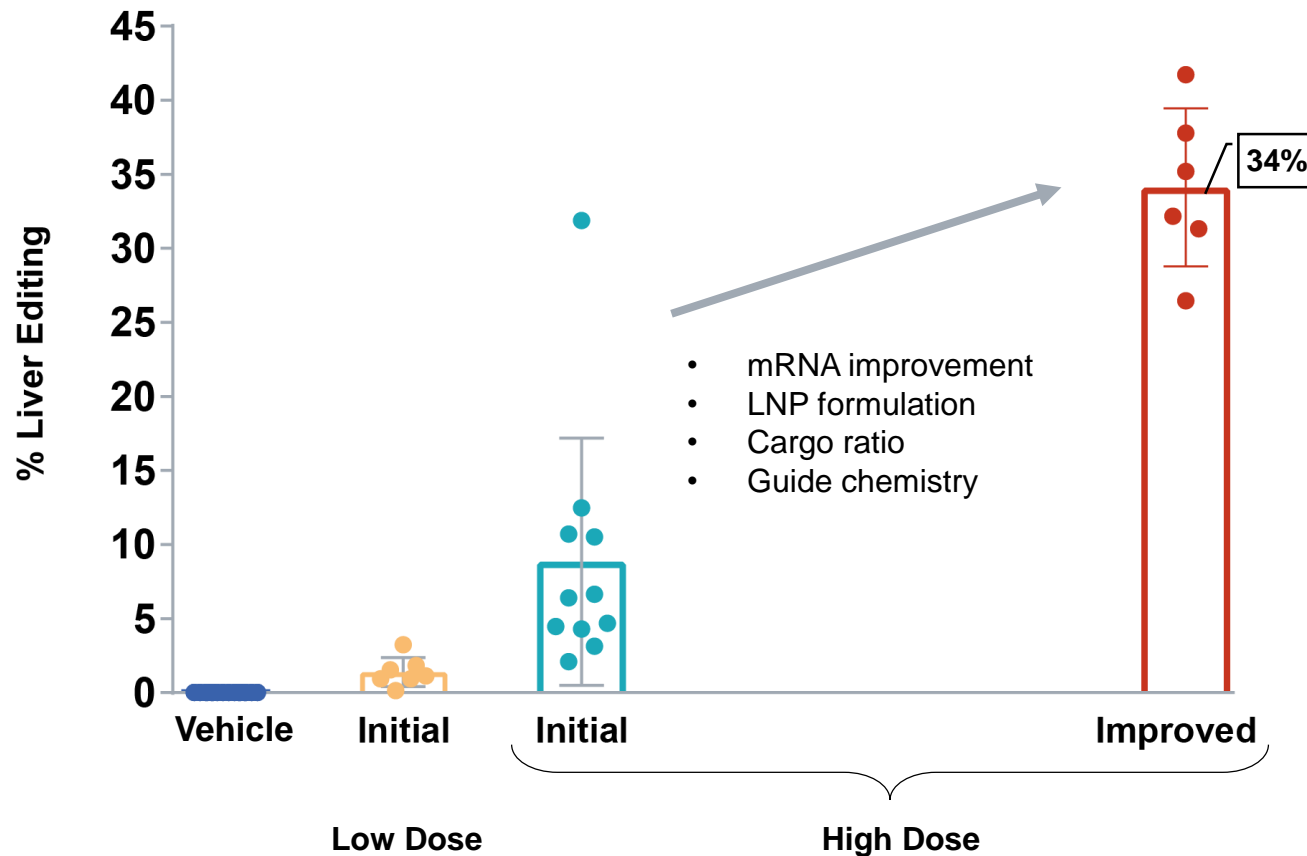 % Liver Editing
45
40
35
30
25
20
15
10
5
0
34%
• mRNA improvement
• LNP formulation
• Cargo ratio
• Guide chemistry
Vehicle Initial Initial Improved
Low Dose High Dose